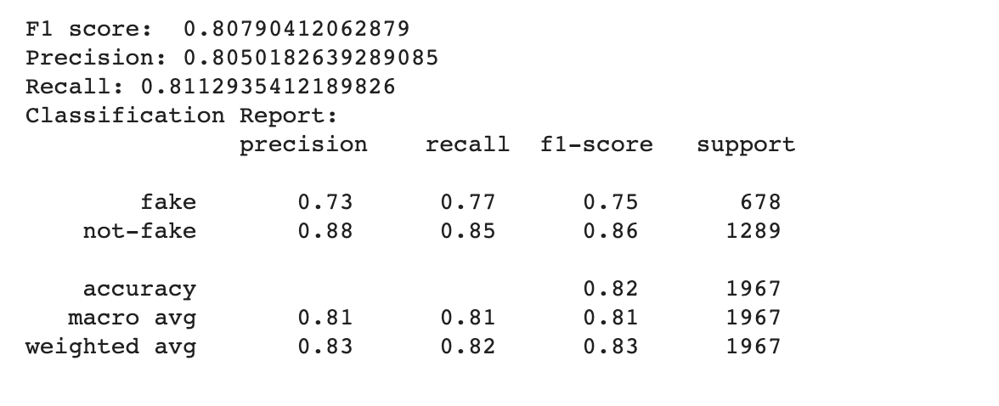 F1 score:  0.80790412062879
Precision: 0.8050182639289085
Recall: 0.8112935412189826
Classification Report:
precision recall f1-score support
fake 0.73 0.77 0.75 678
not-fake 0.88 0.85 0.86 1289
accuracy 0.82 1967
macro avg 0.81 0.81 0.81 1967
weighted avg 0.83 0.82 0.83 1967